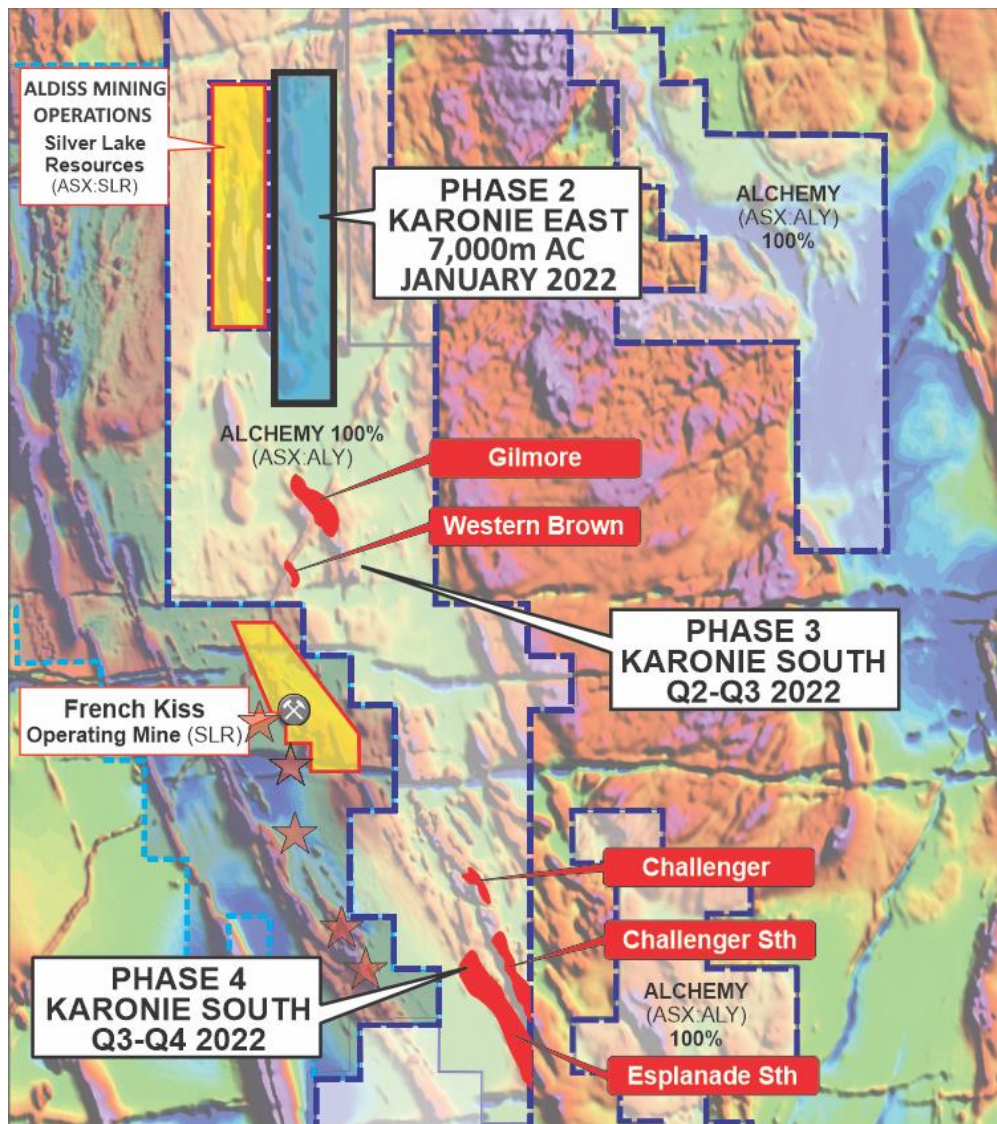 ALDISS MINING
OPERATIONS
Silver Lake
Resources
(ASX:SLR)
PHASE 2
KARONIE EAST
7,000m AC
JANUARY 2022
ALCHEMY
(ASX:ALY)
100%
ALCHEMY 100%
(ASX:ALY)
Gilmore
Western Brown
PHASE 3
KARONIE SOUTH
Q2-Q3 2022
French Kiss
Operating Mine (SLR)
Challenger
Challenger Sth
PHASE 4
KARONIE SOUTH
Q3-Q4 2022
ALCHEMY
(ASX:ALY)
100%
Esplanade Sth